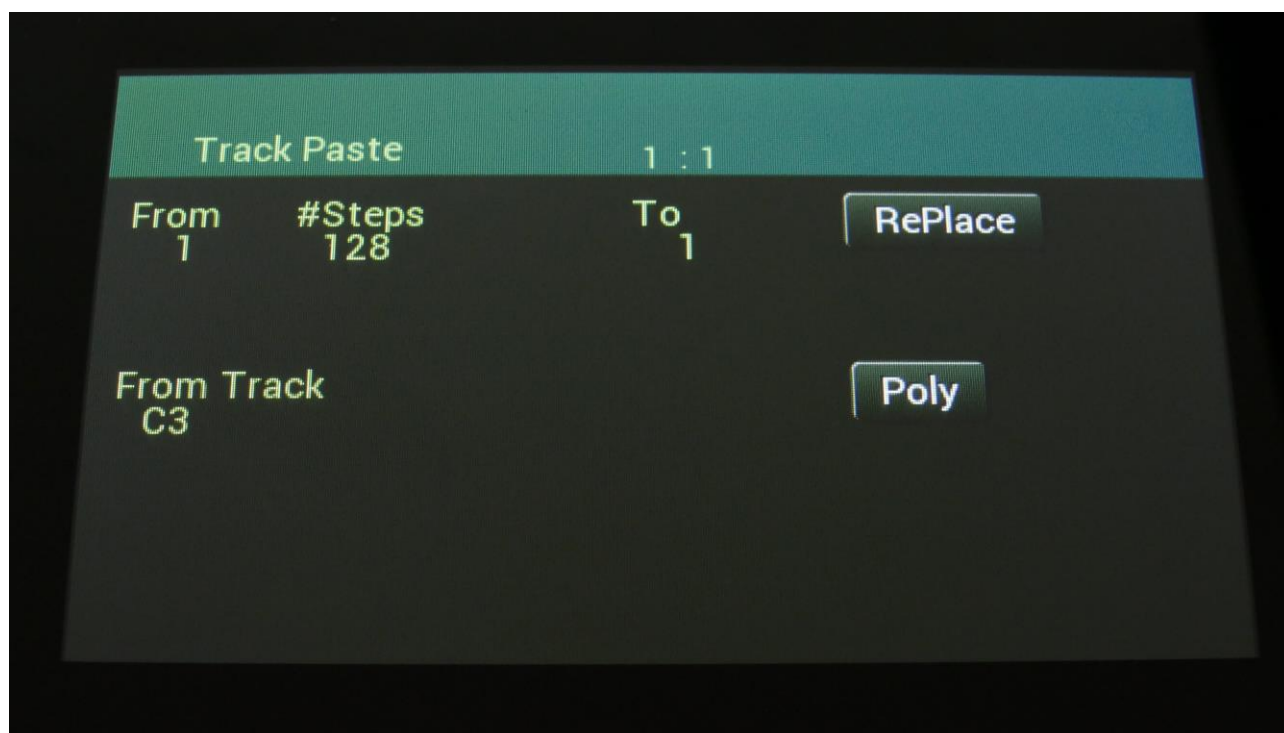 Track Paste 1 : 1
From #Steps To RePlace
1 128 1
From Track Poly
C3